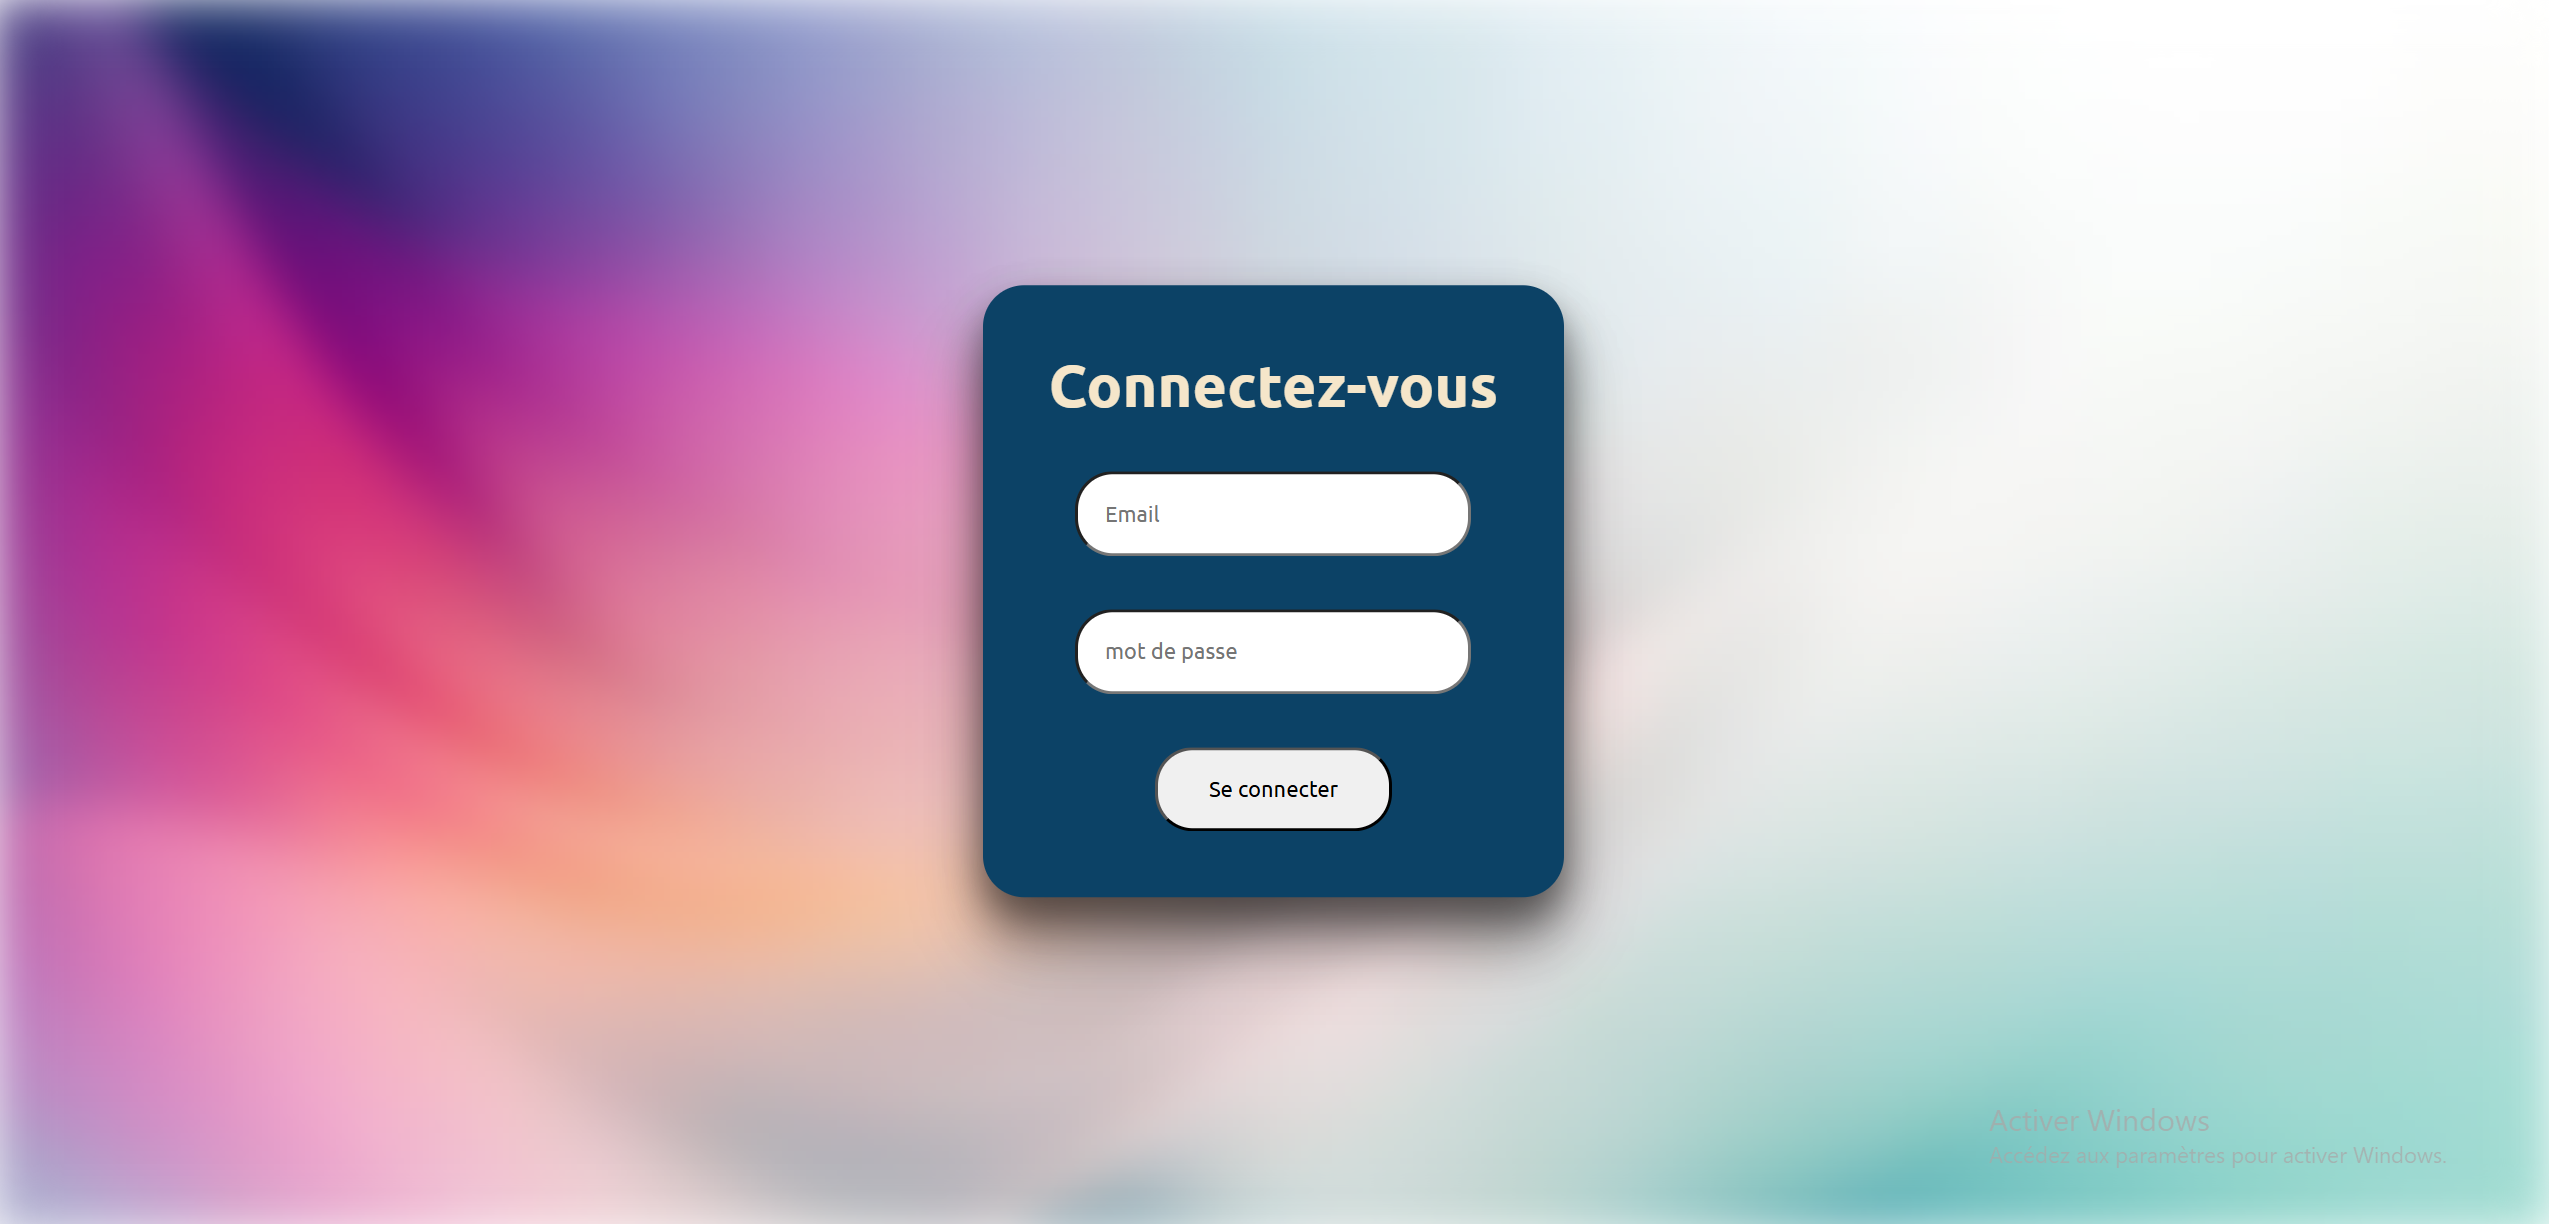 Connectez-vous
Email
mot de passe
Se connecter
Activer Windows
Accédez aux paramètres pour activer Windows.